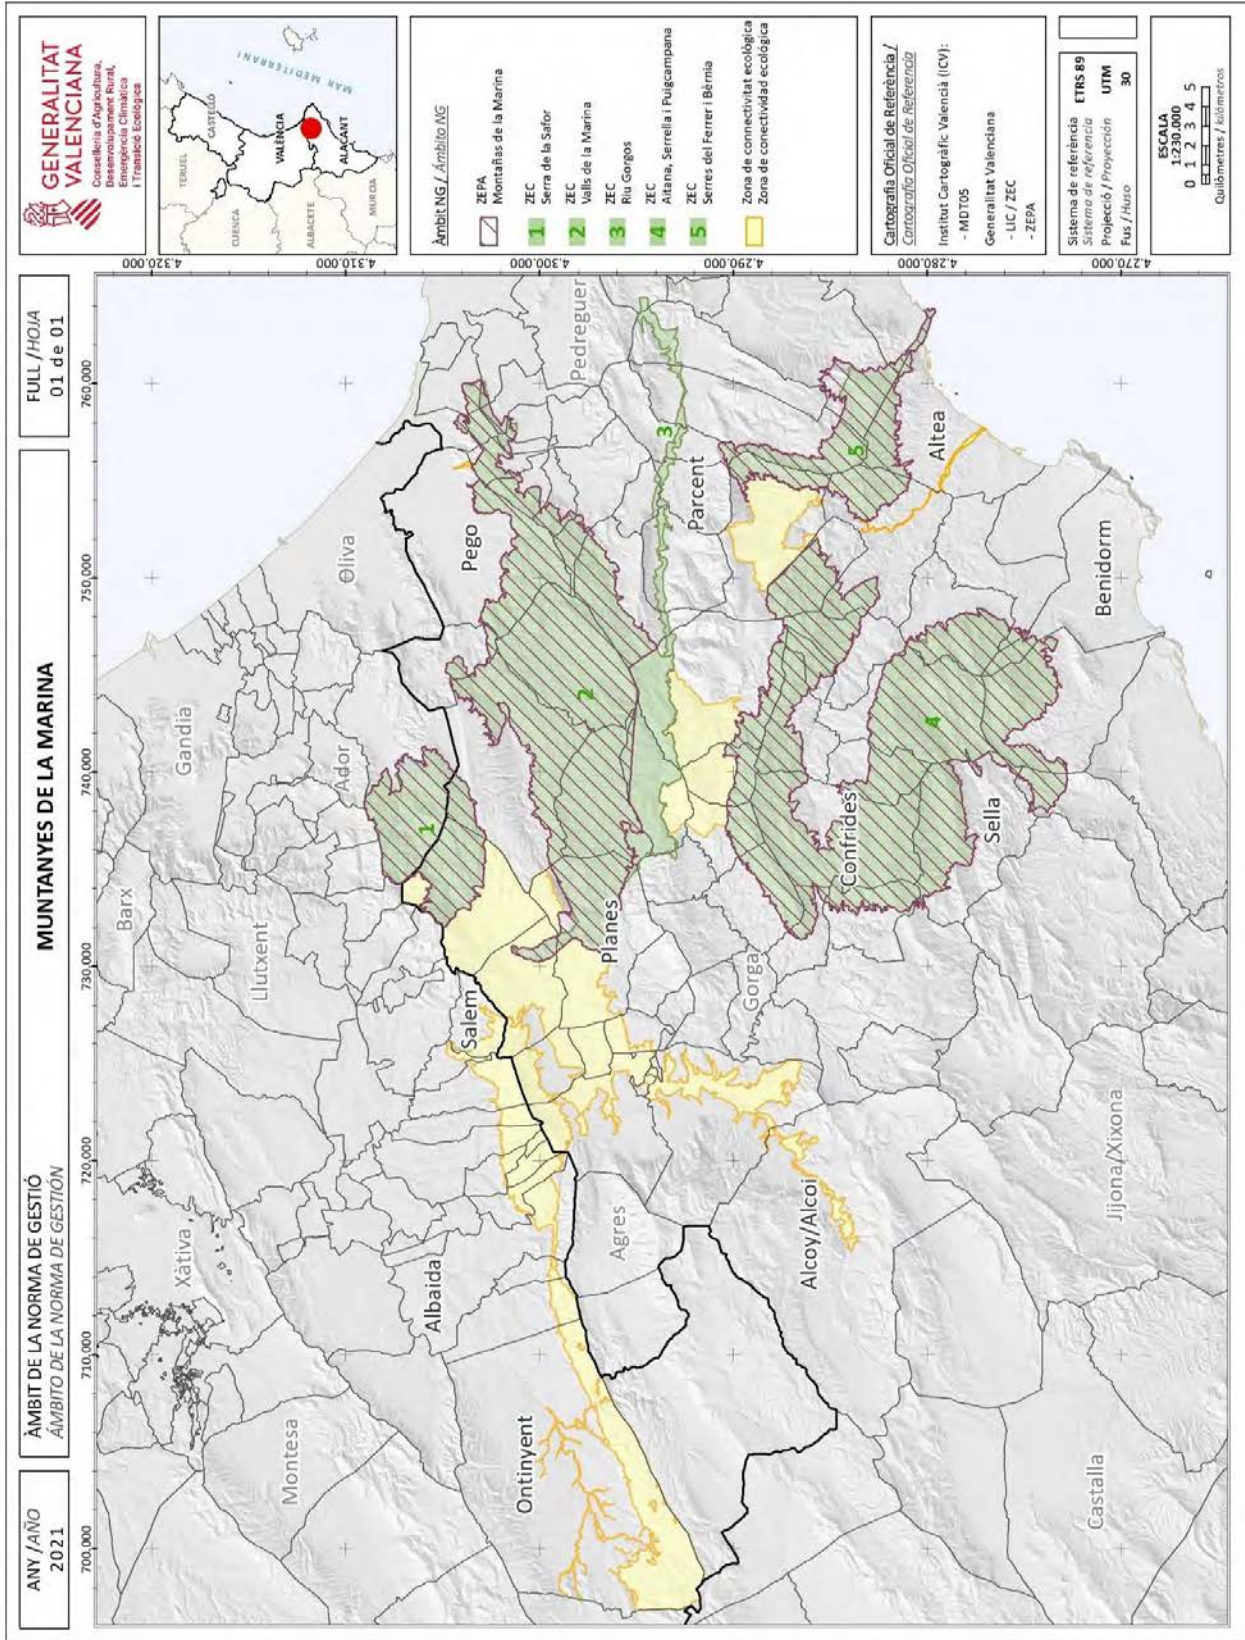 ANY /AÑO
2021
ÀMBIT DE LA NORMA DE GESTIÓ
ÁMBITO DE LA NORMA DE GESTIÓN
MUNTANYES DE LA MARINA
FULL /HOJA
01 de 01
GENERALITAT
VALENCIANA
Conselleria d'Agricultura,
Desenvolupament Rural,
Emergència Climàtica
i Transició Ecològica
TERUEL
CASTELLÓ
CUENCA
VALÈNCIA
ALBACETE
ALACANT
MURCIA
MAR MEDITERRANI
Àmbit NG / Ámbito NG
ZEPA
Montañas de la Marina
1 ZEC
Serra de la Safor
2 ZEC
Valls de la Marina
3 ZEC
Riu Gorgos
4 ZEC
Aitana, Serrella i Puigcampana
5 ZEC
Serres del Ferrer i Bèrnia
Zona de connectivitat ecològica
Zona de conectividad ecológica
Cartografia Oficial de Referència /
Cartografía Oficial de Referencia
Institut Cartogràfic Valencià (ICV):
- MDT05
Generalitat Valenciana
- LIC / ZEC
- ZEPA
Sistema de referència ETRS 89
Sistema de referencia
Projecció / Proyección UTM
Fus / Huso 30
ESCALA
1:230.000
0 1 2 3 4 5
Quilòmetres / kilómetros
700.000
710.000
720.000
730.000
740.000
750.000
760.000
4.320.000
4.310.000
4.300.000
4.290.000
4.280.000
4.270.000
Xàtiva
Barx
Gandia
Montesa
Llutxent
Ador
Oliva
Albaida
Salem
1
Pego
Ontinyent
Agres
Planes
2
Pedreguer
3
Parcent
Gorga
Alcoy/Alcoi
Confrides
5
Altea
4
Sella
Castalla
Jijona/Xixona
Benidorm